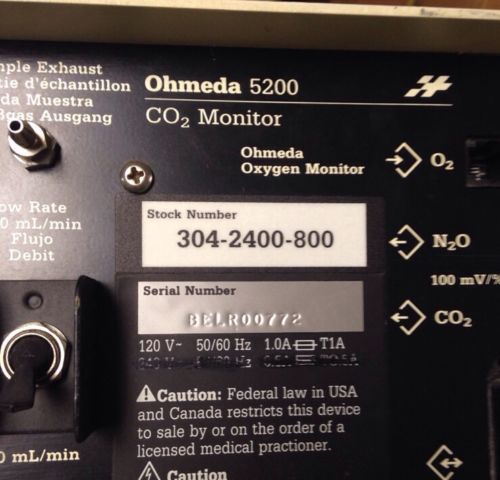 mple Exhaust
tie d'échantillon
da Muestra
gas Ausgang
Ohmeda 5200
CO₂ Monitor
Ohmeda
Oxygen Monitor
O₂
Stock Number
304-2400-800
N₂O
ow Rate
0 mL/min
Flujo
Debit
100 mV/%
Serial Number
BELR00772
CO₂
120 V~ 50/60 Hz 1.0A T1A
Caution: Federal law in USA
and Canada restricts this device
to sale by or on the order of a
licensed medical practioner.
0 mL/min
Caution